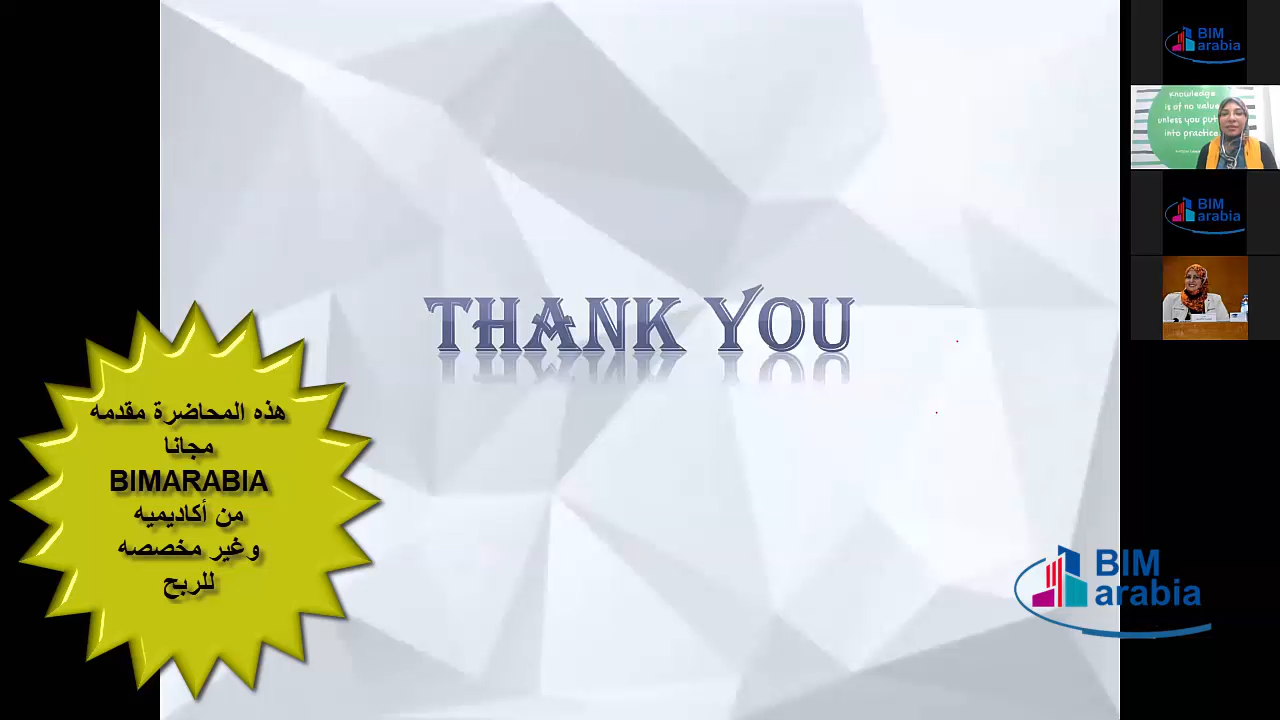 THANK YOU
هذه المحاضرة مقدمه
مجانا
BIMARABIA
من أكاديميه
وغير مخصصه
للربح
BIM
arabia
BIM
arabia
knowledge
is of no value
unless you put
into practice
BIM
arabia